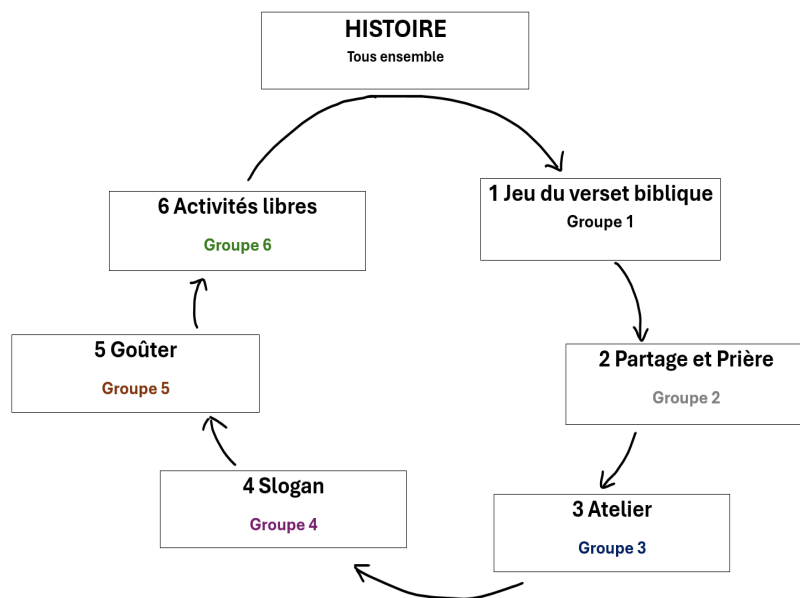 HISTOIRE
Tous ensemble
1 Jeu du verset biblique
Groupe 1
2 Partage et Prière
Groupe 2
3 Atelier
Groupe 3
4 Slogan
Groupe 4
5 Goûter
Groupe 5
6 Activités libres
Groupe 6